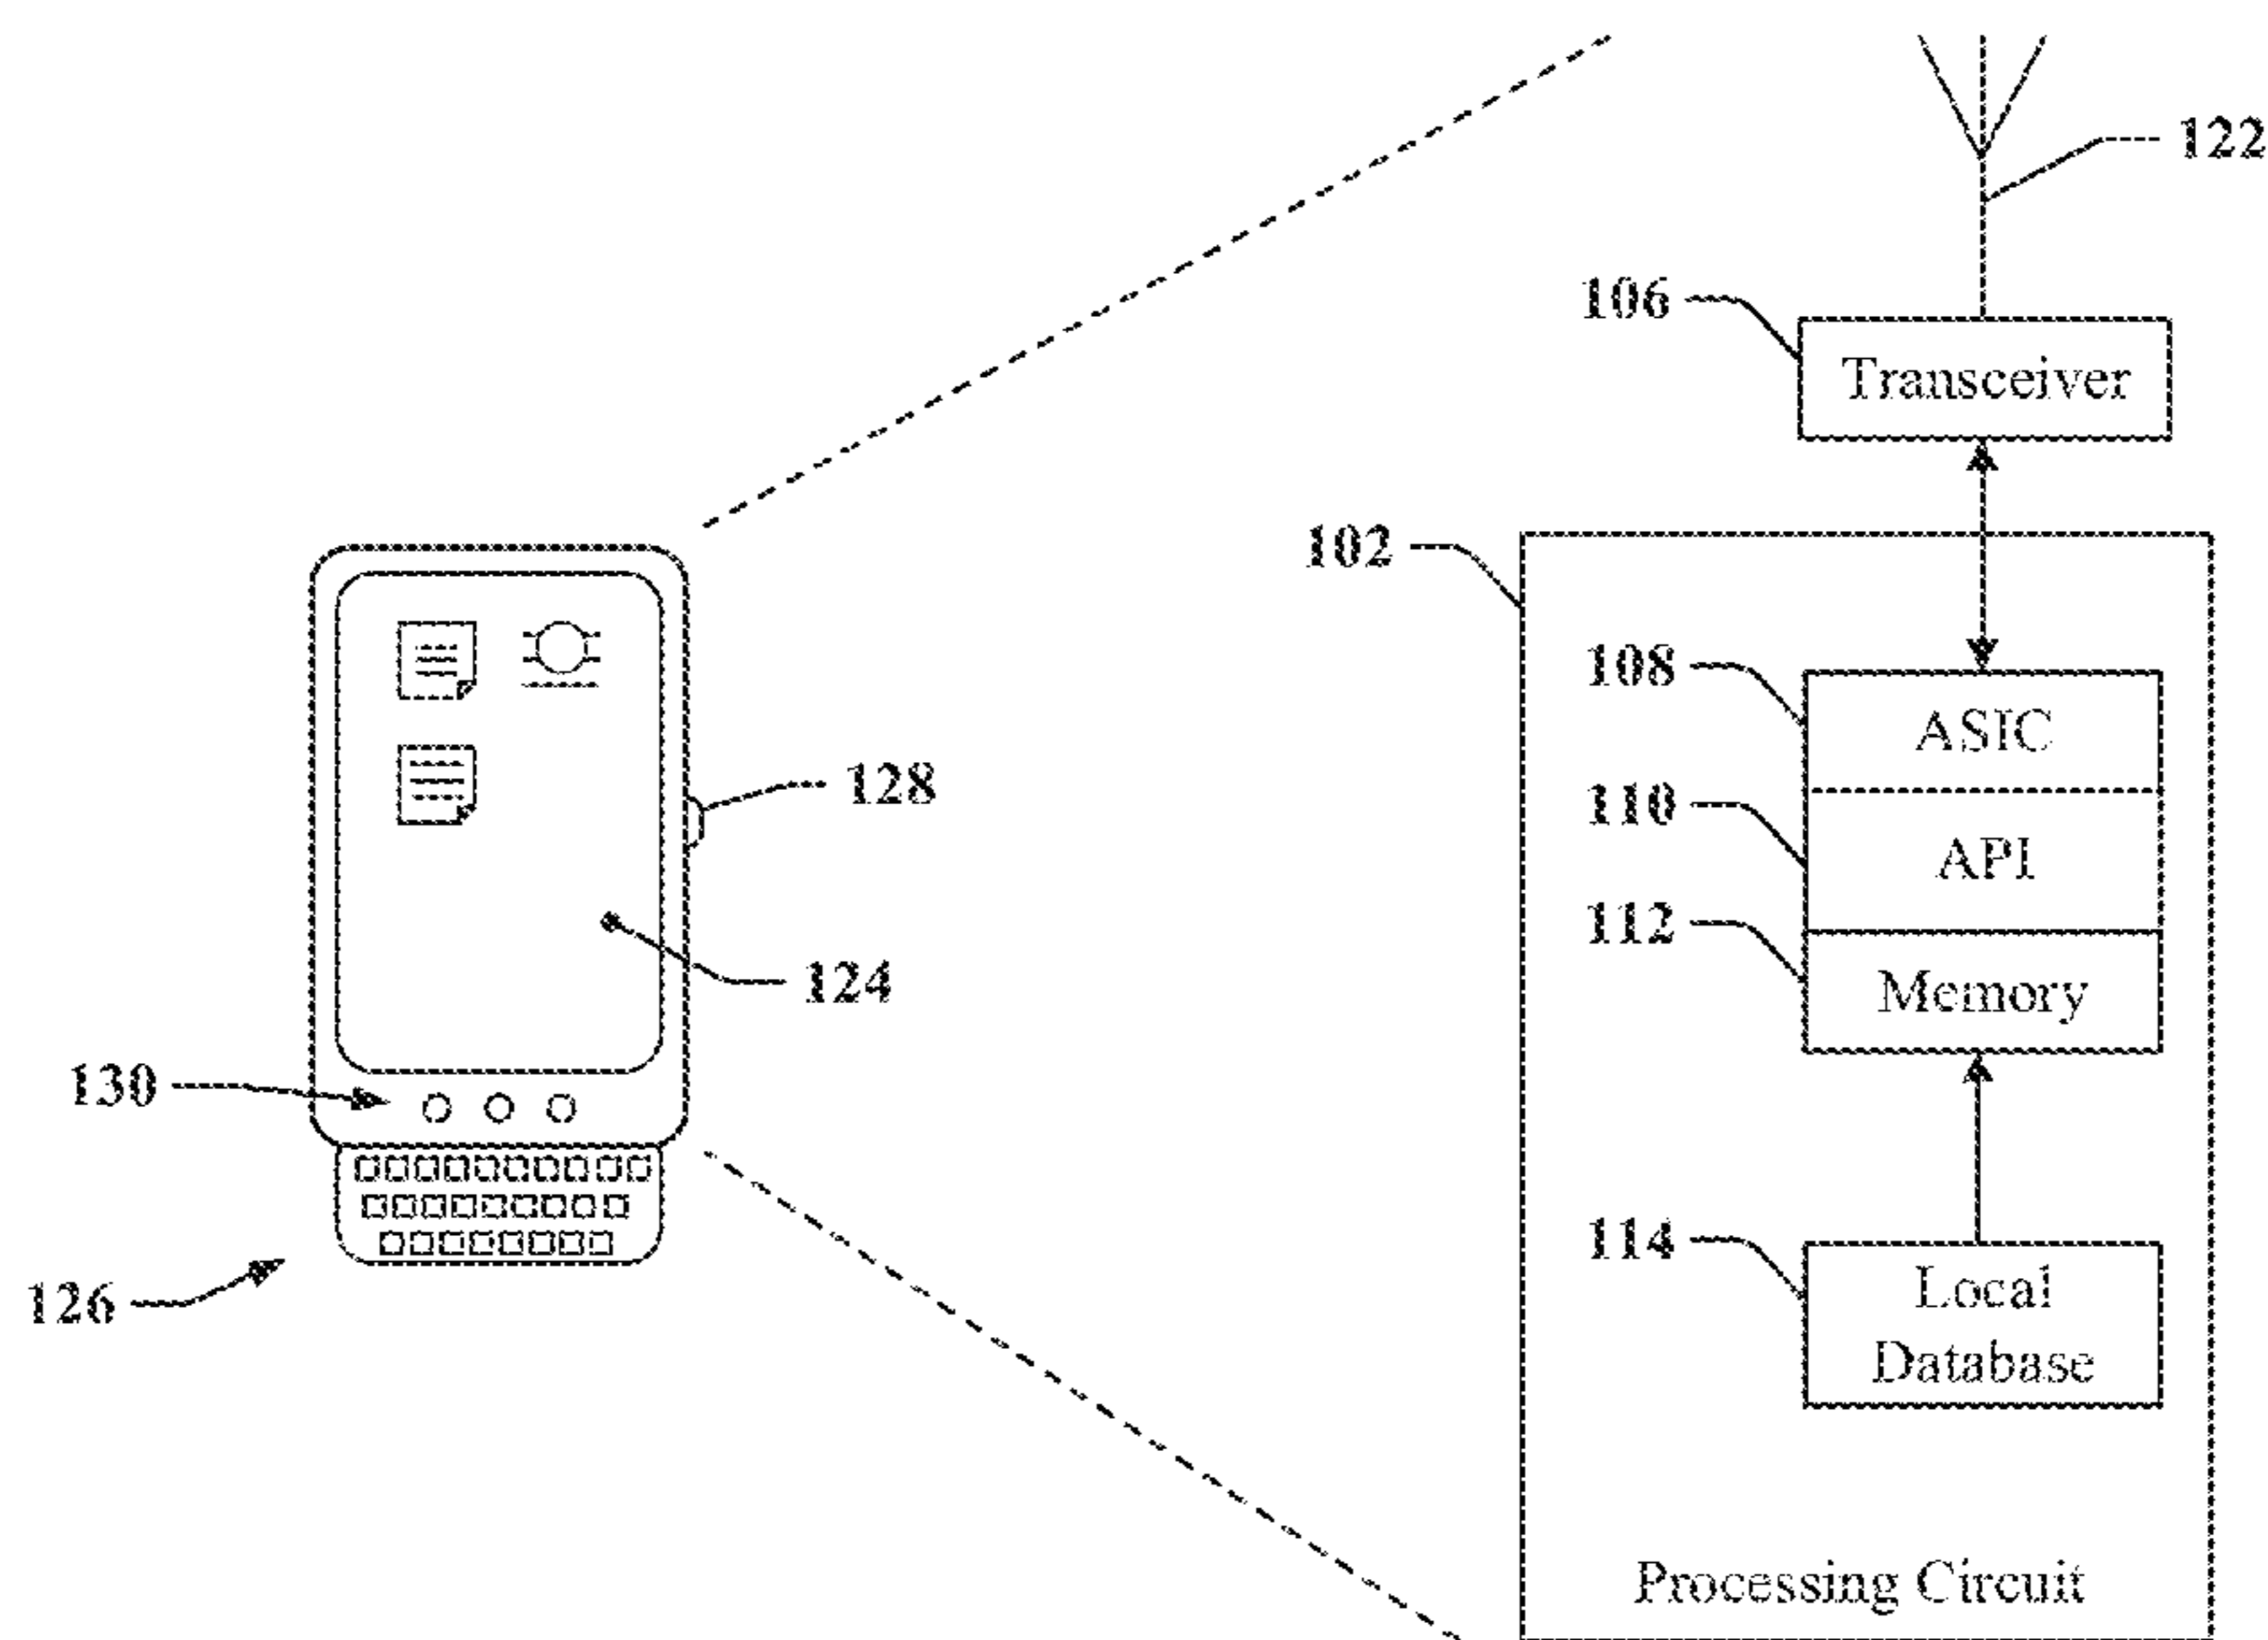 122
106
Transceiver
102
108
ASIC
128
110
API
112
Memory
124
130
114
Local
Database
126
Processing Circuit